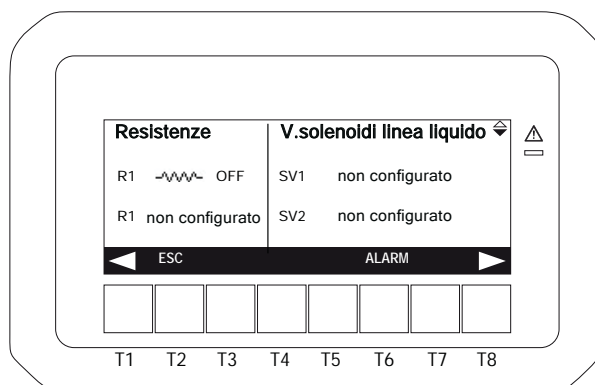 Resistenze V.solenoidi linea liquido
R1 OFF SV1 non configurato
R1 non configurato SV2 non configurato
ESC ALARM
T1 T2 T3 T4 T5 T6 T7 T8